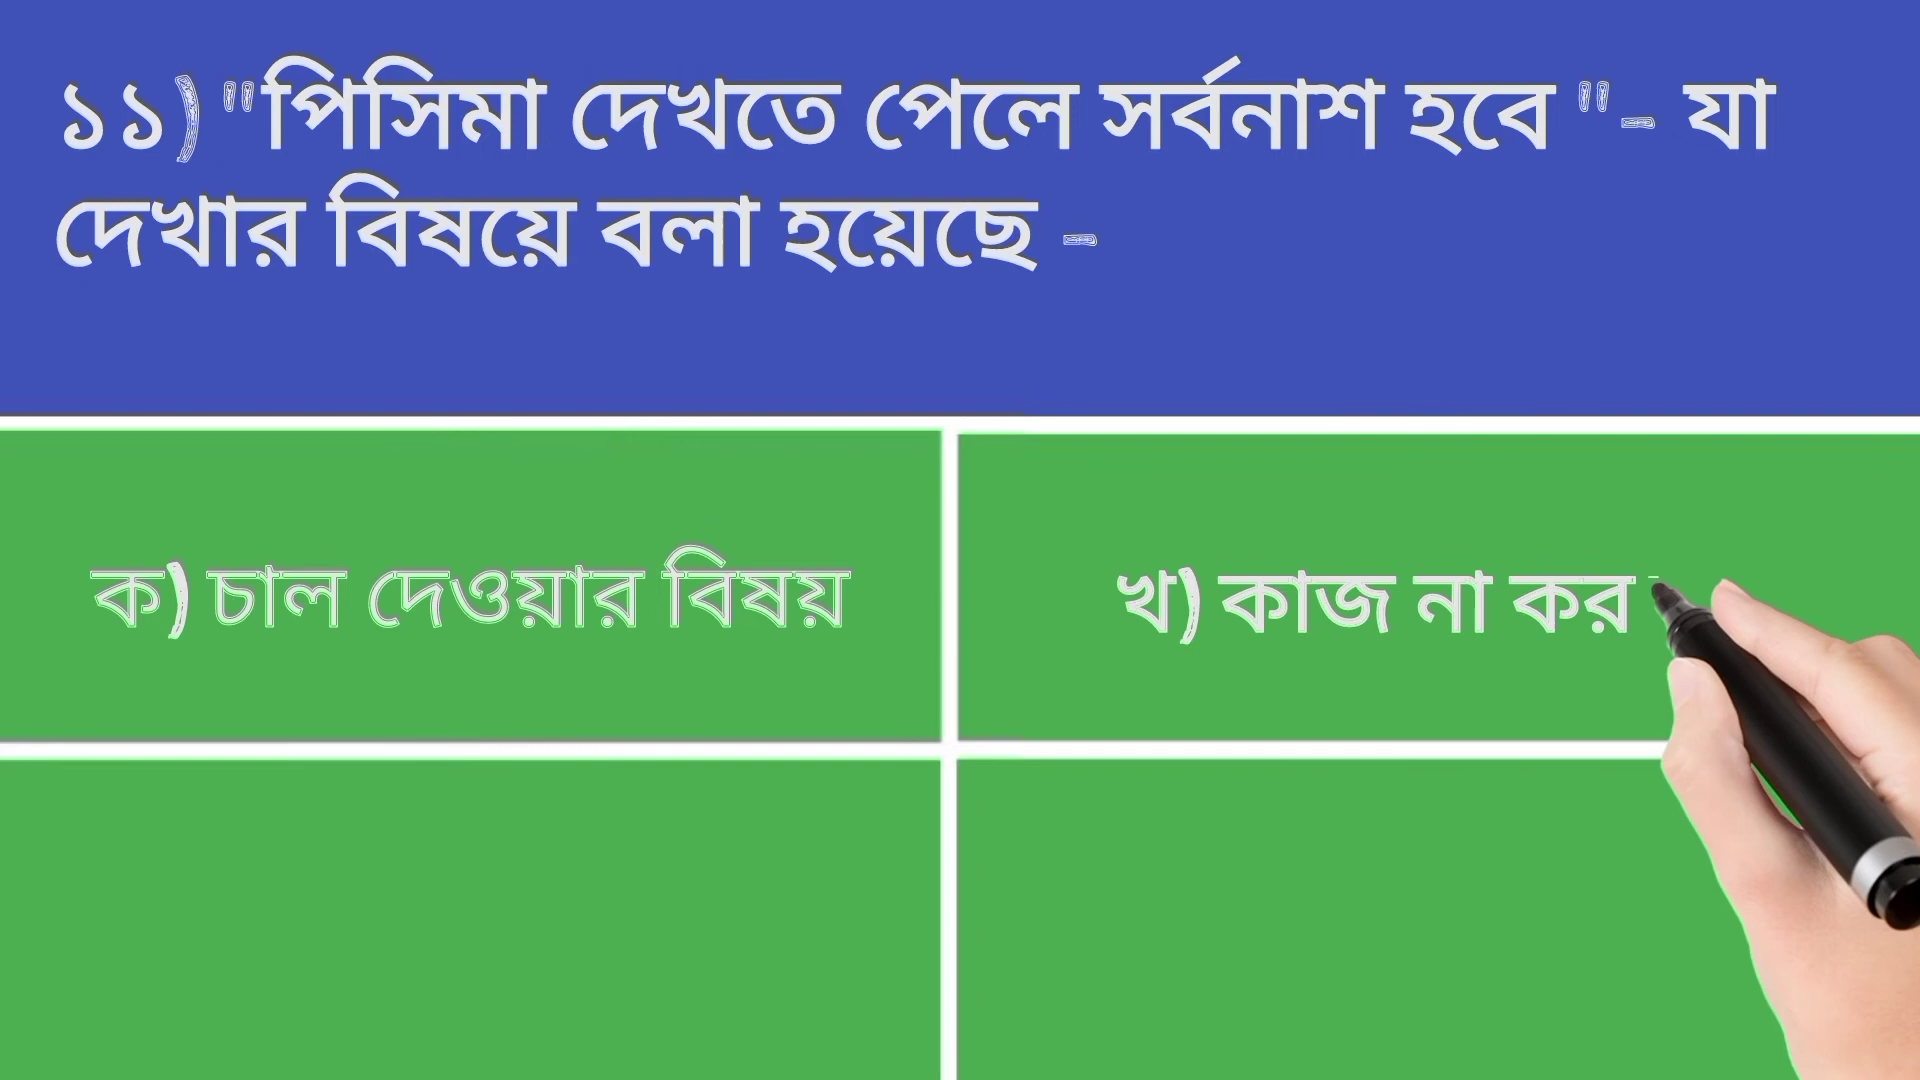 ১১) "পিসিমা দেখতে পেলে সর্বনাশ হবে "- যা
দেখার বিষয়ে বলা হয়েছে -
ক) চাল দেওয়ার বিষয়
খ) কাজ না কর